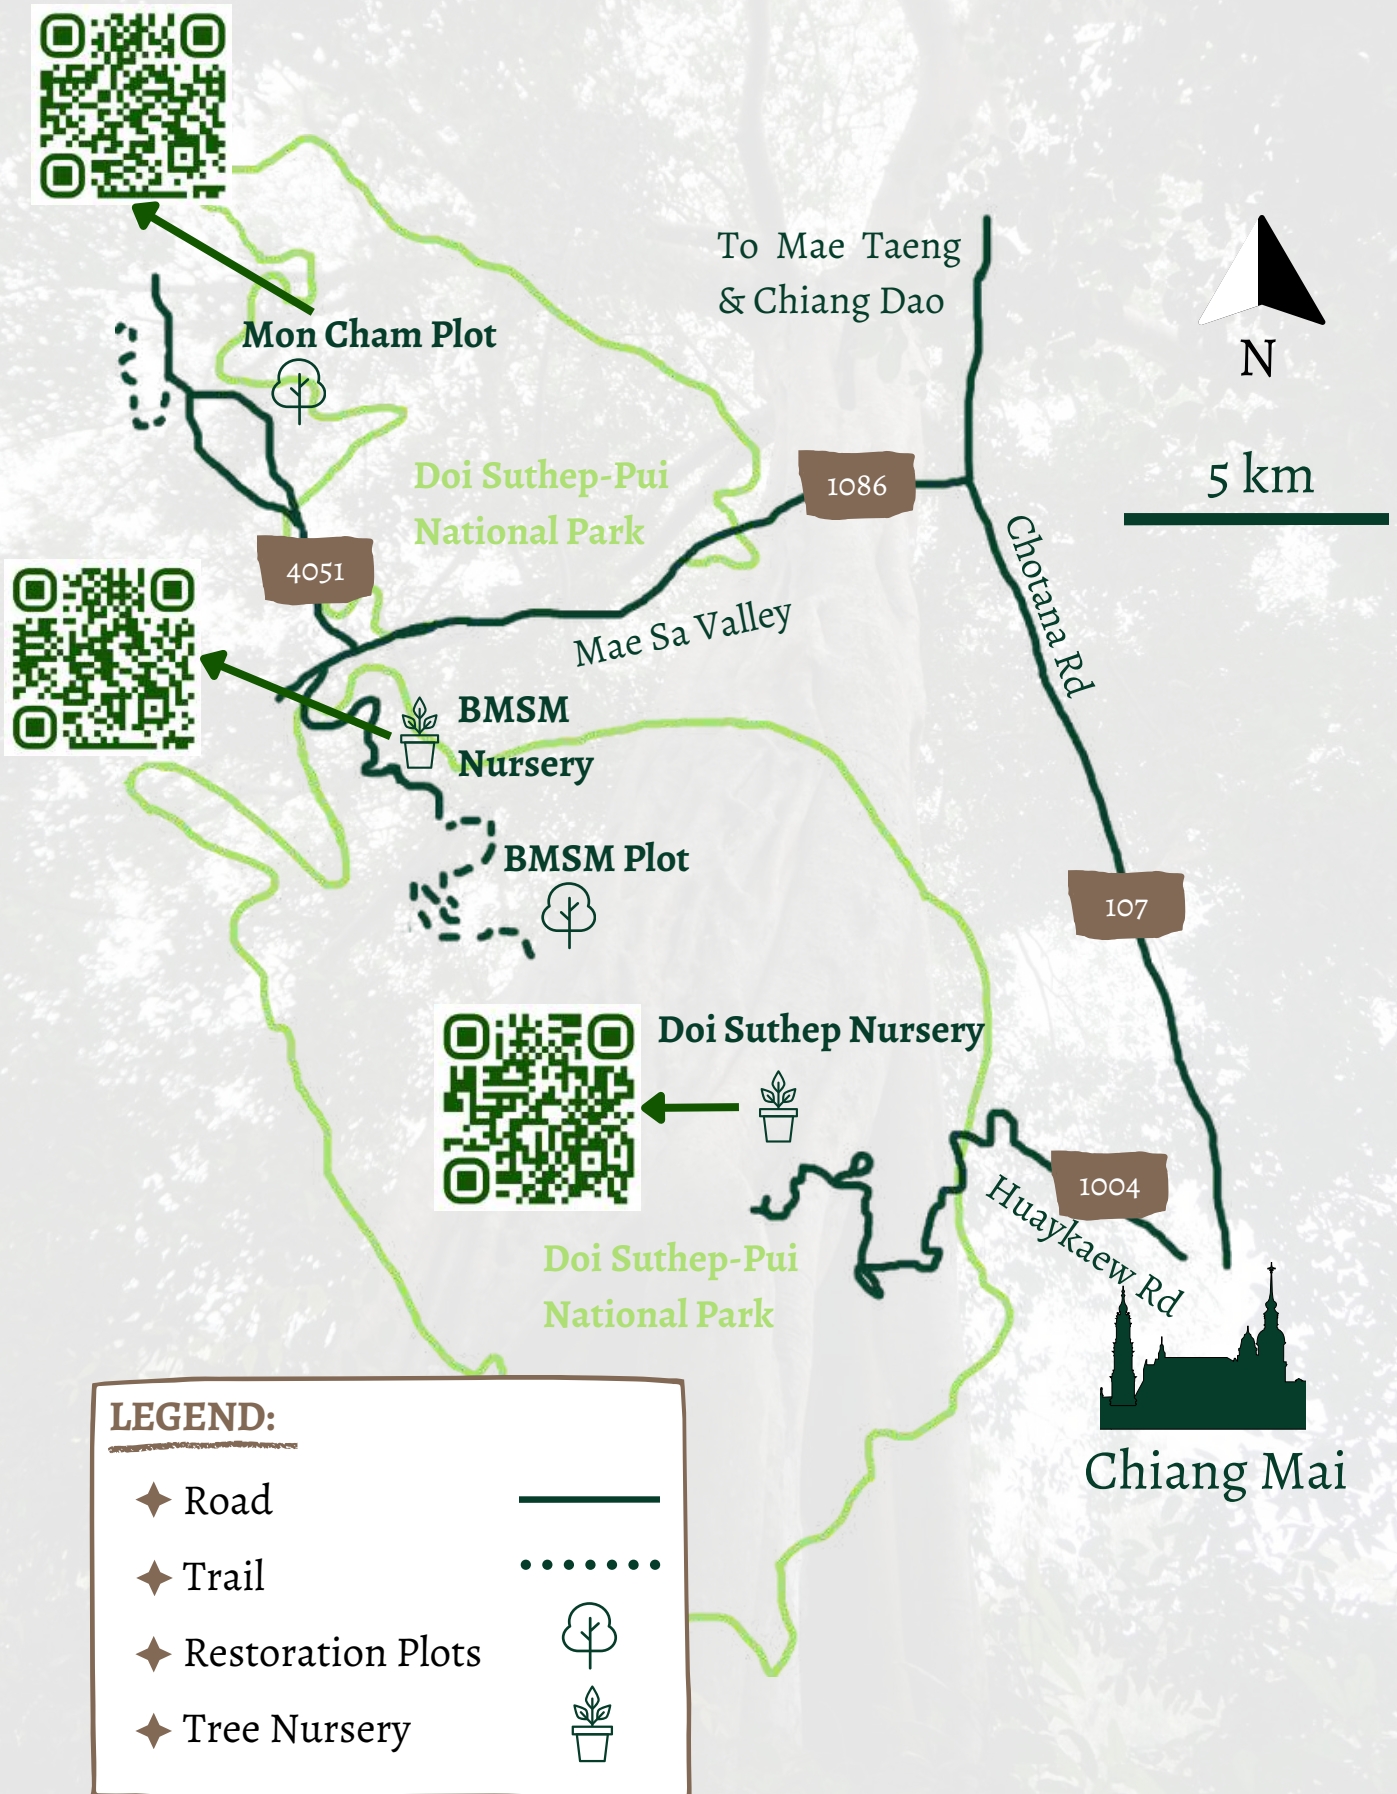 To Mae Taeng
& Chiang Dao
N
Mon Cham Plot
Doi Suthep-Pui
National Park
1086
5 km
4051
Chotana Rd
Mae Sa Valley
BMSM
Nursery
BMSM Plot
107
Doi Suthep Nursery
1004
Huaykaew Rd
Doi Suthep-Pui
National Park
Chiang Mai
LEGEND:
Road
Trail
Restoration Plots
Tree Nursery